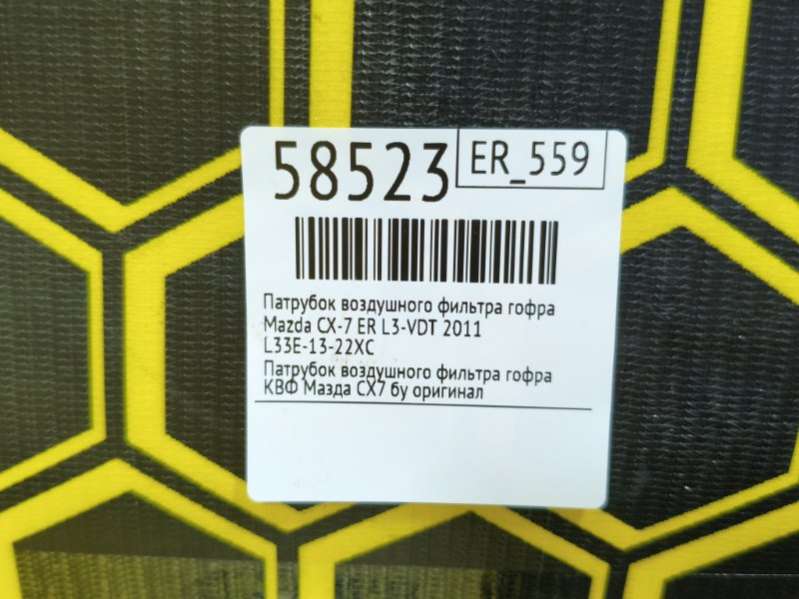 58523
ER_559
Патрубок воздушного фильтра гофра
Mazda CX-7 ER L3-VDT 2011
L33E-13-22XC
Патрубок воздушного фильтра гофра
КВФ Мазда СХ7 бу оригинал